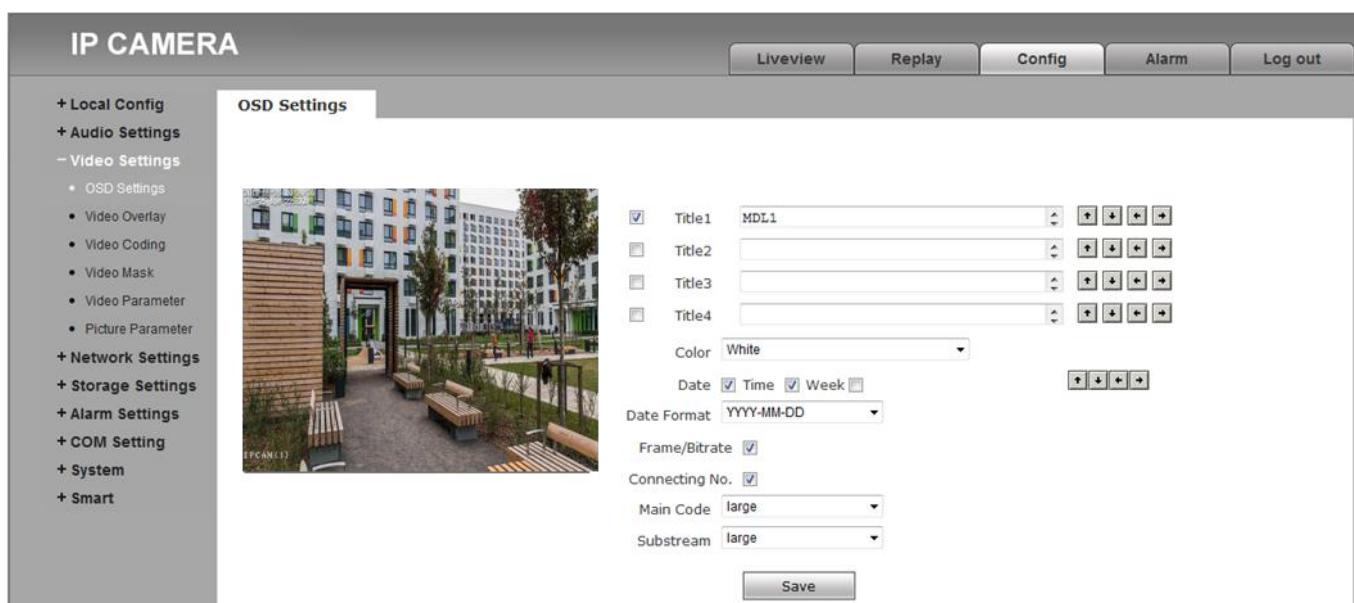 IP CAMERA
Liveview Replay Config Alarm Log out
+ Local Config
+ Audio Settings
− Video Settings
• OSD Settings
• Video Overlay
• Video Coding
• Video Mask
• Video Parameter
• Picture Parameter
+ Network Settings
+ Storage Settings
+ Alarm Settings
+ COM Setting
+ System
+ Smart
OSD Settings
IPCAM(1)
Title1 MDL1
Title2
Title3
Title4
Color White
Date Time Week
Date Format YYYY-MM-DD
Frame/Bitrate
Connecting No.
Main Code large
Substream large
Save